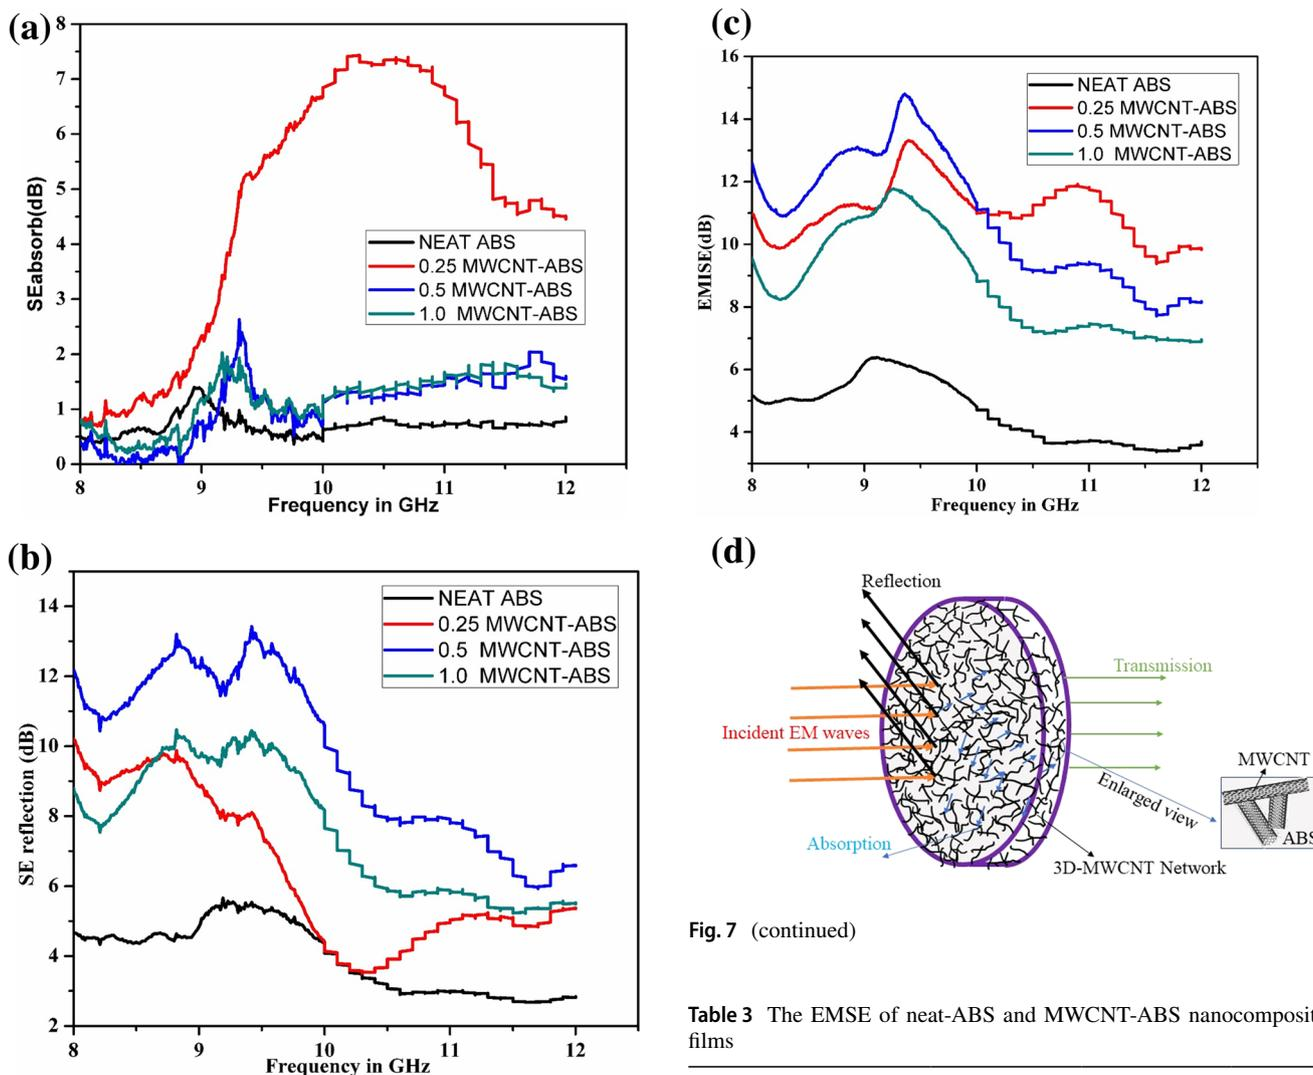 (a)
8
7
6
5
4
3
2
1
0
SEabsorb(dB)
NEAT ABS
0.25 MWCNT-ABS
0.5 MWCNT-ABS
1.0 MWCNT-ABS
8 9 10 11 12
Frequency in GHz
(b)
14
12
10
8
6
4
2
SE reflection (dB)
NEAT ABS
0.25 MWCNT-ABS
0.5 MWCNT-ABS
1.0 MWCNT-ABS
8 9 10 11 12
Frequency in GHz
(c)
16
14
12
10
8
6
4
EMISE(dB)
NEAT ABS
0.25 MWCNT-ABS
0.5 MWCNT-ABS
1.0 MWCNT-ABS
8 9 10 11 12
Frequency in GHz
(d)
Reflection
Transmission
Incident EM waves
MWCNT
Enlarged view
ABS
Absorption
3D-MWCNT Network
Fig. 7 (continued)
Table 3 The EMSE of neat-ABS and MWCNT-ABS nanocomposit
films